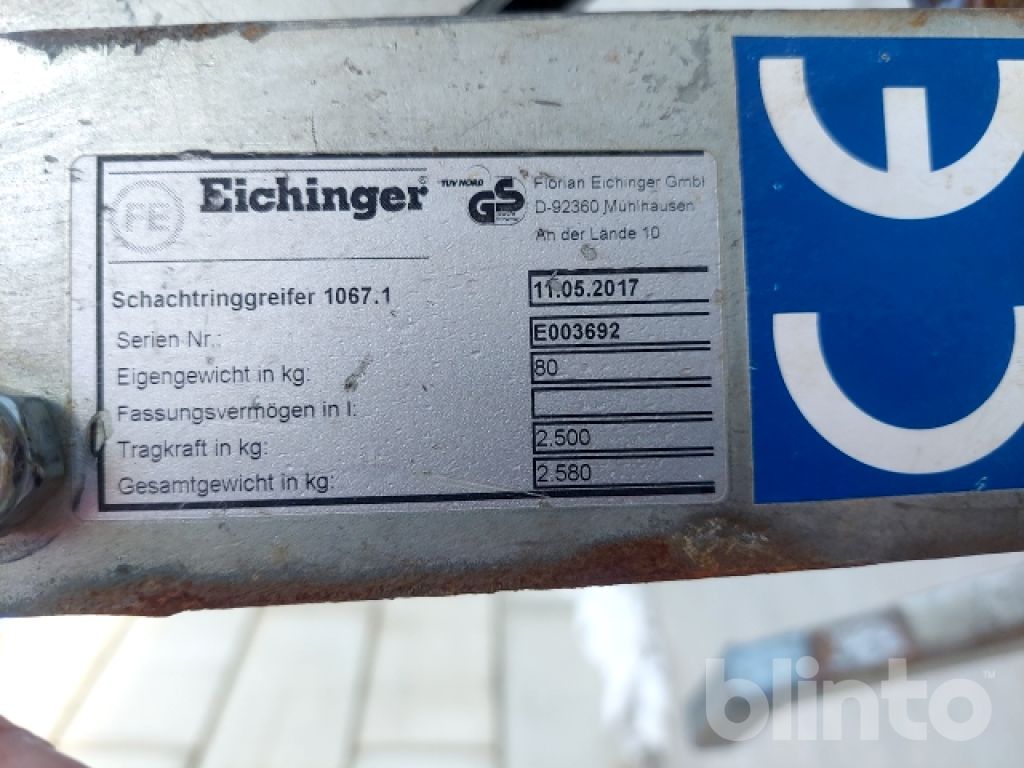 FE Eichinger® TÜV NORD GS Florian Eichinger GmbH
D-92360 Mühlhausen
An der Lände 10
Schachtringgreifer 1067.1 11.05.2017
Serien Nr.: E003692
Eigengewicht in kg: 80
Fassungsvermögen in l:
Tragkraft in kg: 2.500
Gesamtgewicht in kg: 2.580
CE
blinto™